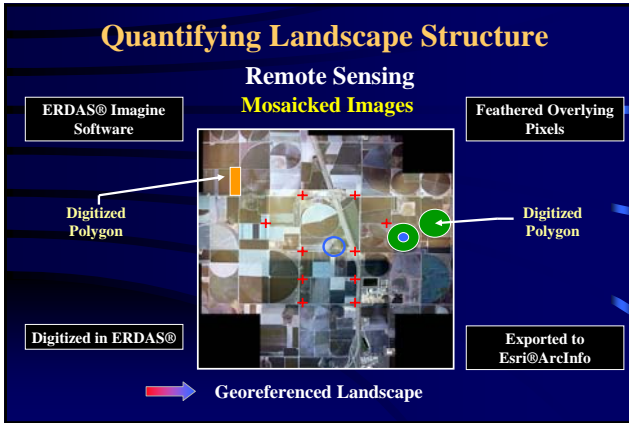 Quantifying Landscape Structure
Remote Sensing
Mosaicked Images
ERDAS® Imagine
Software
Feathered Overlying
Pixels
Digitized
Polygon
Digitized
Polygon
Digitized in ERDAS®
Exported to
Esri®ArcInfo
Georeferenced Landscape